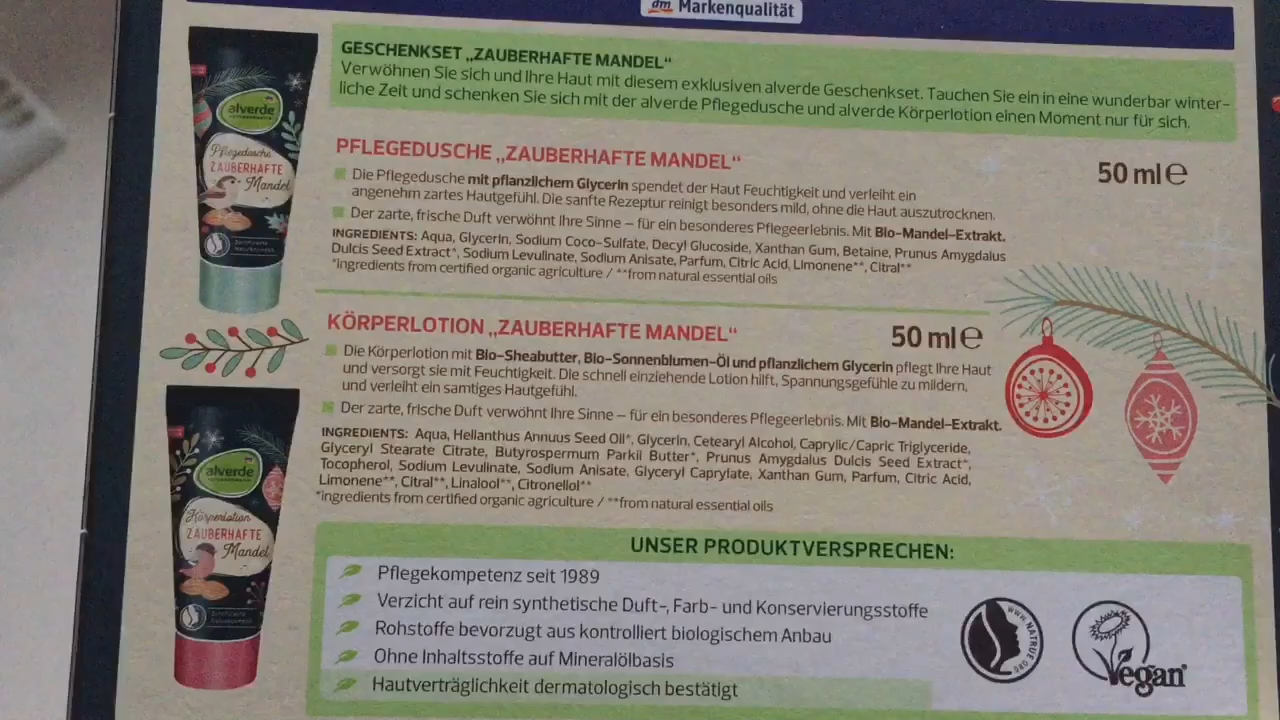 dm Markenqualität
GESCHENKSET „ZAUBERHAFTE MANDEL“
Verwöhnen Sie sich und Ihre Haut mit diesem exklusiven alverde Geschenkset. Tauchen Sie ein in eine wunderbar winter-
liche Zeit und schenken Sie sich mit der alverde Pflegedusche und alverde Körperlotion einen Moment nur für sich.
alverde
Pflegedusche
ZAUBERHAFTE
Mandel
PFLEGEDUSCHE „ZAUBERHAFTE MANDEL“
50 ml e
Die Pflegedusche mit pflanzlichem Glycerin spendet der Haut Feuchtigkeit und verleiht ein
angenehm zartes Hautgefühl. Die sanfte Rezeptur reinigt besonders mild, ohne die Haut auszutrocknen.
Der zarte, frische Duft verwöhnt Ihre Sinne – für ein besonderes Pflegeerlebnis. Mit Bio-Mandel-Extrakt.
INGREDIENTS: Aqua, Glycerin, Sodium Coco-Sulfate, Decyl Glucoside, Xanthan Gum, Betaine, Prunus Amygdalus
Dulcis Seed Extract*, Sodium Levulinate, Sodium Anisate, Parfum, Citric Acid, Limonene**, Citral**
*ingredients from certified organic agriculture / **from natural essential oils
KÖRPERLOTION „ZAUBERHAFTE MANDEL“
50 ml e
Die Körperlotion mit Bio-Sheabutter, Bio-Sonnenblumen-Öl und pflanzlichem Glycerin pflegt Ihre Haut
und versorgt sie mit Feuchtigkeit. Die schnell einziehende Lotion hilft, Spannungsgefühle zu mildern,
und verleiht ein samtiges Hautgefühl.
Der zarte, frische Duft verwöhnt Ihre Sinne – für ein besonderes Pflegeerlebnis. Mit Bio-Mandel-Extrakt.
INGREDIENTS: Aqua, Helianthus Annuus Seed Oil*, Glycerin, Cetearyl Alcohol, Caprylic/Capric Triglyceride,
Glyceryl Stearate Citrate, Butyrospermum Parkii Butter*, Prunus Amygdalus Dulcis Seed Extract*,
Tocopherol, Sodium Levulinate, Sodium Anisate, Glyceryl Caprylate, Xanthan Gum, Parfum, Citric Acid,
Limonene**, Citral**, Linalool**, Citronellol**
*ingredients from certified organic agriculture / **from natural essential oils
alverde
Körperlotion
ZAUBERHAFTE
Mandel
UNSER PRODUKTVERSPRECHEN:
Pflegekompetenz seit 1989
Verzicht auf rein synthetische Duft-, Farb- und Konservierungsstoffe
Rohstoffe bevorzugt aus kontrolliert biologischem Anbau
Ohne Inhaltsstoffe auf Mineralölbasis
Hautverträglichkeit dermatologisch bestätigt
WWW.NATRUE.ORG
Vegan